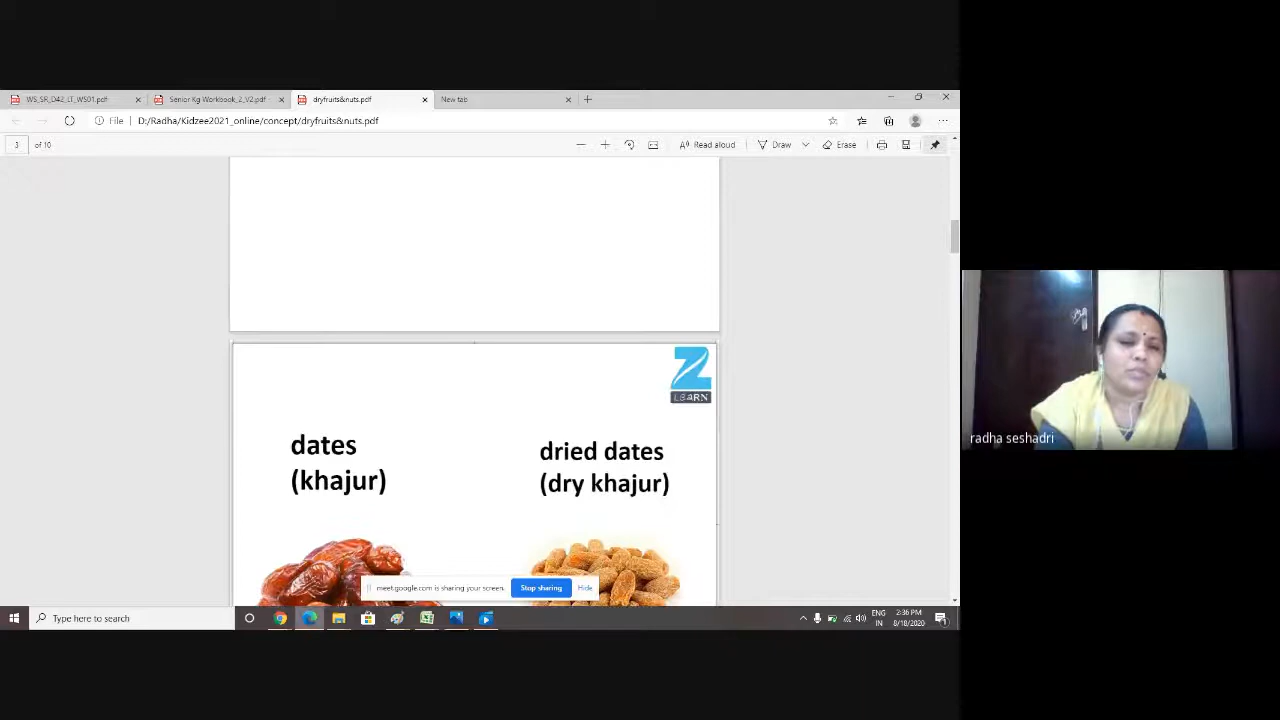 WS_SR_D42_LT_WS01.pdf
Senior Kg Workbook_2_V2.pdf
dryfruits&nuts.pdf
New tab
File
D:/Radha/Kidzee2021_online/concept/dryfruits&nuts.pdf
3 of 10
Read aloud
Draw
Erase
Z
LEARN
dates
(khajur)
dried dates
(dry khajur)
meet.google.com is sharing your screen.
Stop sharing
Hide
radha seshadri
Type here to search
ENG
IN
2:36 PM
8/18/2020